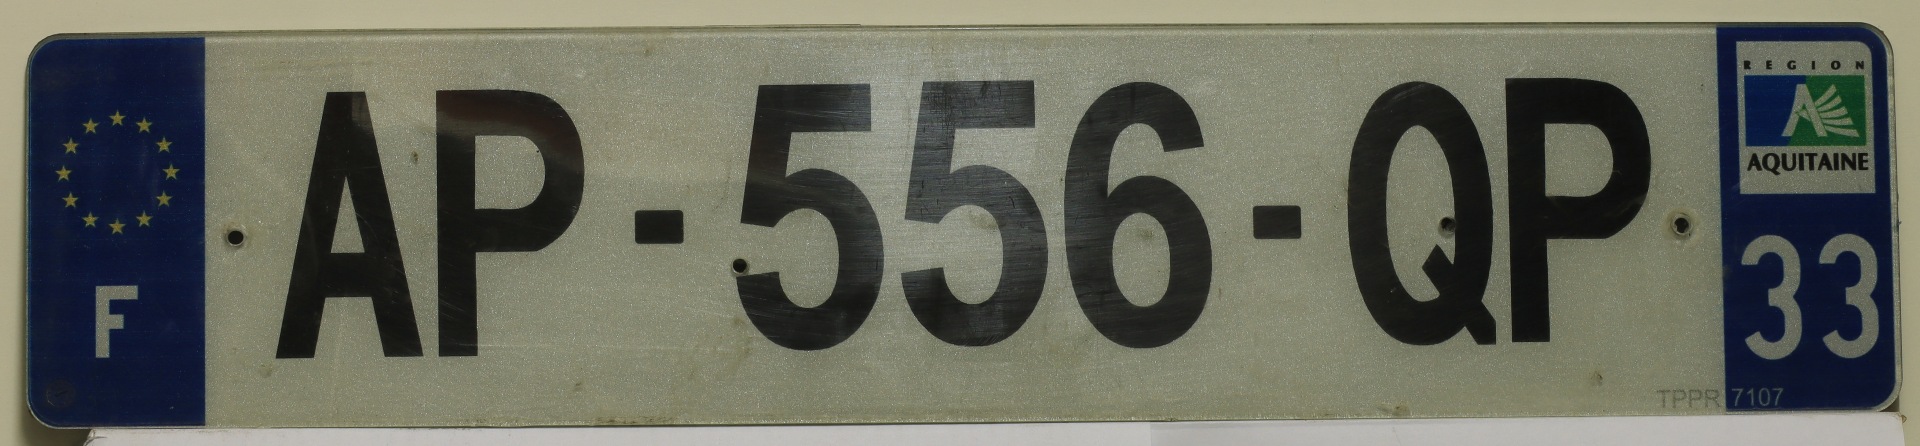 F
AP-556-QP
REGION
A
AQUITAINE
33
TPPR 7107